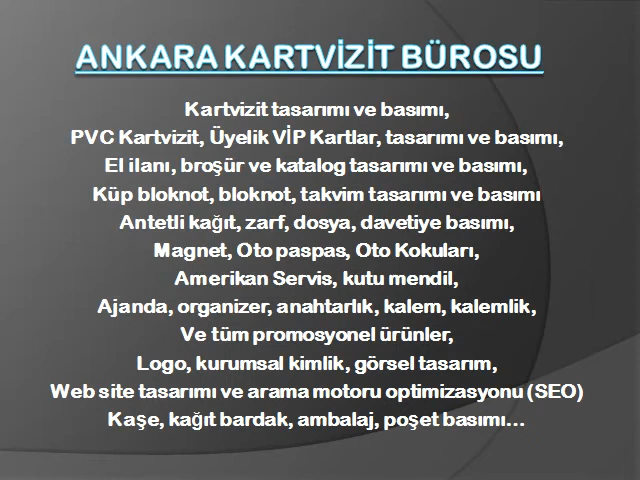 ANKARA KARTVİZİT BÜROSU
Kartvizit tasarımı ve basımı,
PVC Kartvizit, Üyelik VİP Kartlar, tasarımı ve basımı,
El ilanı, broşür ve katalog tasarımı ve basımı,
Küp bloknot, bloknot, takvim tasarımı ve basımı
Antetli kağıt, zarf, dosya, davetiye basımı,
Magnet, Oto paspas, Oto Kokuları,
Amerikan Servis, kutu mendil,
Ajanda, organizer, anahtarlık, kalem, kalemlik,
Ve tüm promosyonel ürünler,
Logo, kurumsal kimlik, görsel tasarım,
Web site tasarımı ve arama motoru optimizasyonu (SEO)
Kaşe, kağıt bardak, ambalaj, poşet basımı...